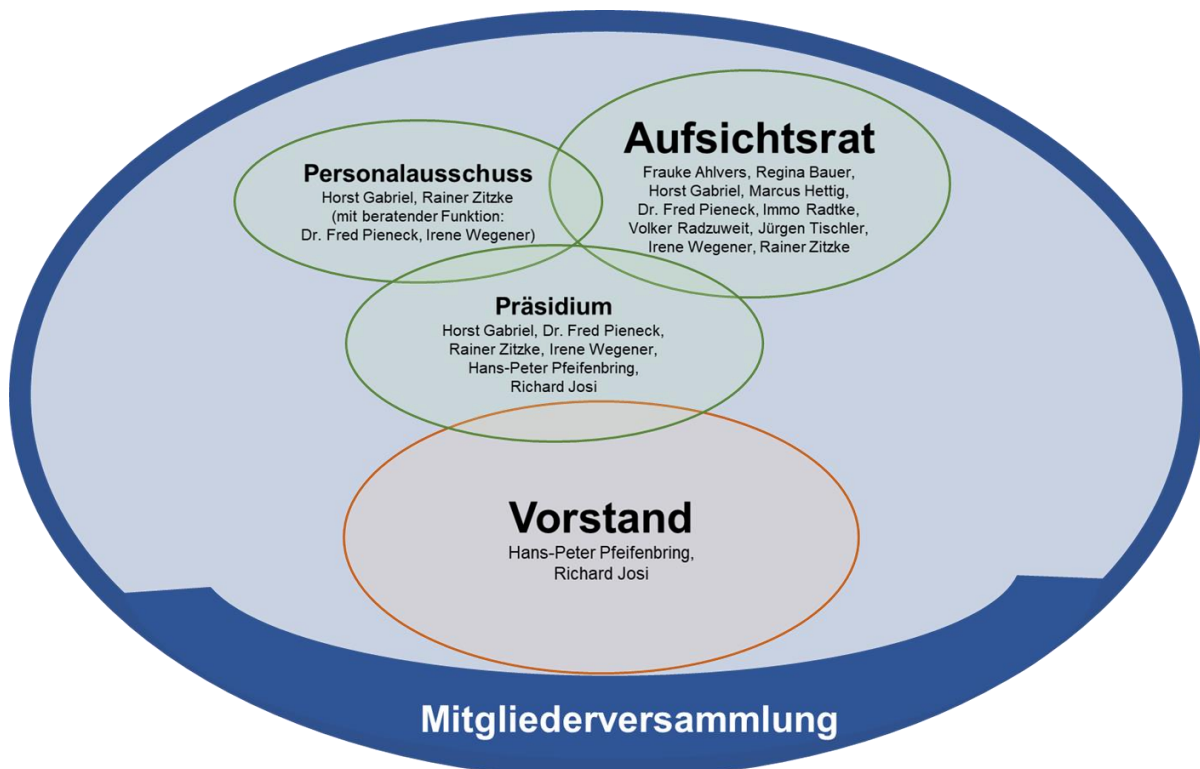 Personalausschuss
Horst Gabriel, Rainer Zitzke
(mit beratender Funktion:
Dr. Fred Pieneck, Irene Wegener)
Aufsichtsrat
Frauke Ahlvers, Regina Bauer,
Horst Gabriel, Marcus Hettig,
Dr. Fred Pieneck, Immo Radtke,
Volker Radzuweit, Jürgen Tischler,
Irene Wegener, Rainer Zitzke
Präsidium
Horst Gabriel, Dr. Fred Pieneck,
Rainer Zitzke, Irene Wegener,
Hans-Peter Pfeifenbring,
Richard Josi
Vorstand
Hans-Peter Pfeifenbring,
Richard Josi
Mitgliederversammlung